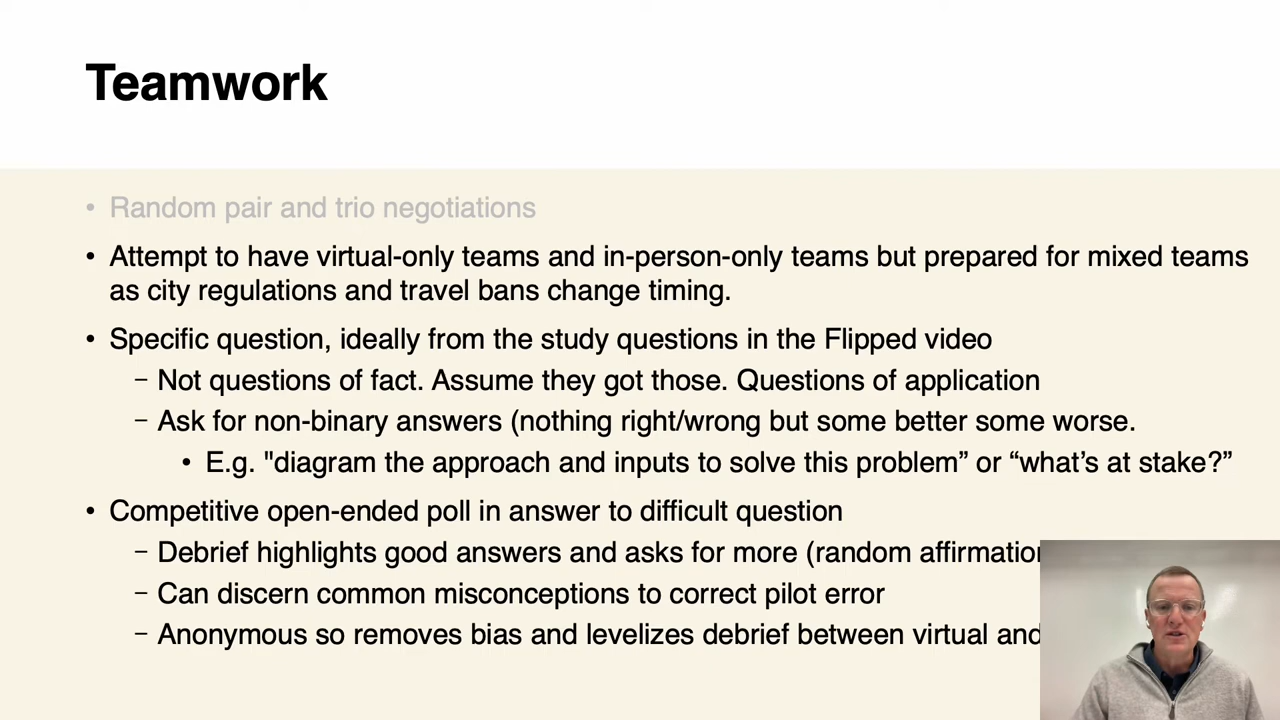 Teamwork
• Random pair and trio negotiations
• Attempt to have virtual-only teams and in-person-only teams but prepared for mixed teams
as city regulations and travel bans change timing.
• Specific question, ideally from the study questions in the Flipped video
– Not questions of fact. Assume they got those. Questions of application
– Ask for non-binary answers (nothing right/wrong but some better some worse.
• E.g. "diagram the approach and inputs to solve this problem” or “what’s at stake?”
• Competitive open-ended poll in answer to difficult question
– Debrief highlights good answers and asks for more (random
– Can discern common misconceptions to correct pilot error
– Anonymous so removes bias and levelizes debrief between virtual and